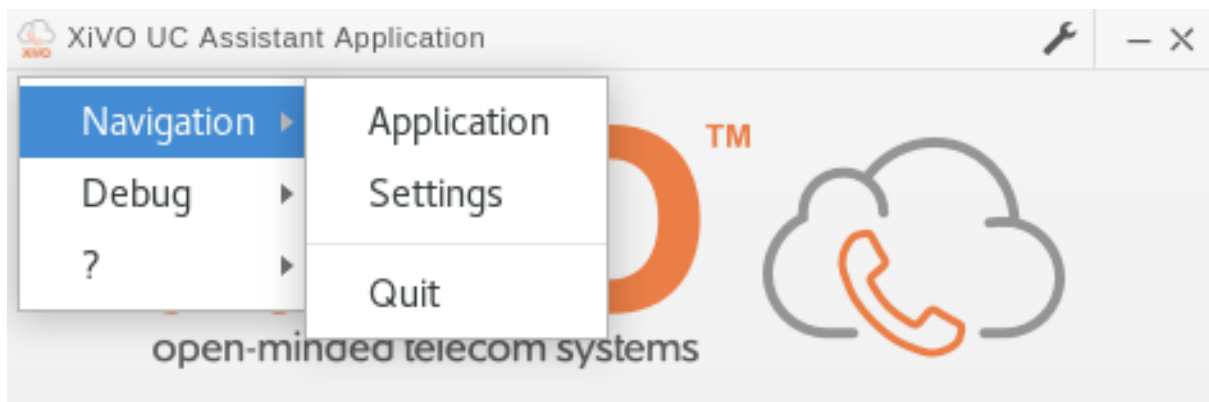 XiVO UC Assistant Application
Navigation
Debug
?
Application
Settings
Quit
TM
open-minded telecom systems